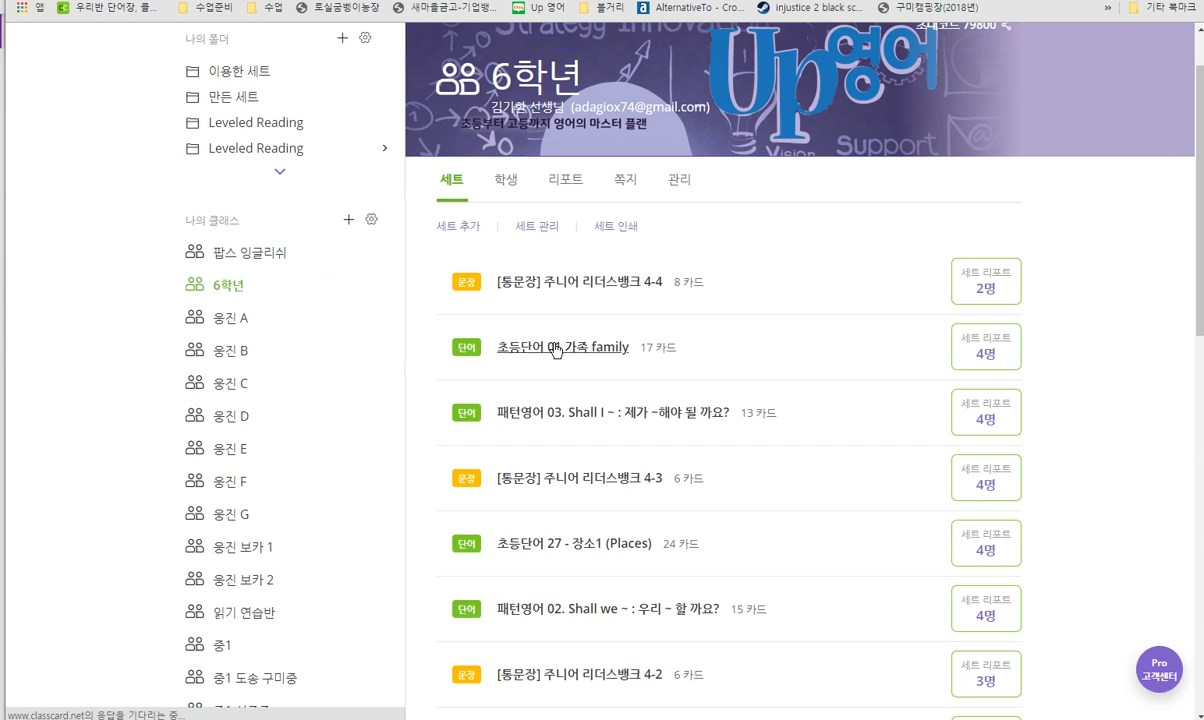 앱
우리반 단어장, 클...
수업준비
수업
토실굼벵이농장
새마을금고-기업뱅...
Up 영어
볼거리
AlternativeTo - Cro...
injustice 2 black sc...
구미캠핑장(2018년)
»
기타 북마크
나의 폴더
이용한 세트
만든 세트
Leveled Reading
Leveled Reading
나의 클래스
팝스 잉글리쉬
6학년
웅진 A
웅진 B
웅진 C
웅진 D
웅진 E
웅진 F
웅진 G
웅진 보카 1
웅진 보카 2
읽기 연습반
중1
중1 도송 구미중
초대코드 79800
Strategy Innovation
6학년
Up영어
김기환 선생님 (adagiox74@gmail.com)
초등부터 고등까지 영어의 마스터 플랜
Vision
Support
세트 학생 리포트 쪽지 관리
세트 추가 | 세트 관리 | 세트 인쇄
문장 [통문장] 주니어 리더스뱅크 4-4 8 카드
세트 리포트
2명
단어 초등단어 가족 family 17 카드
세트 리포트
4명
단어 패턴영어 03. Shall I ~ : 제가 ~해야 될 까요? 13 카드
세트 리포트
4명
문장 [통문장] 주니어 리더스뱅크 4-3 6 카드
세트 리포트
4명
단어 초등단어 27 - 장소1 (Places) 24 카드
세트 리포트
4명
단어 패턴영어 02. Shall we ~ : 우리 ~ 할 까요? 15 카드
세트 리포트
4명
문장 [통문장] 주니어 리더스뱅크 4-2 6 카드
세트 리포트
3명
Pro
고객센터
www.classcard.net의 응답을 기다리는 중...